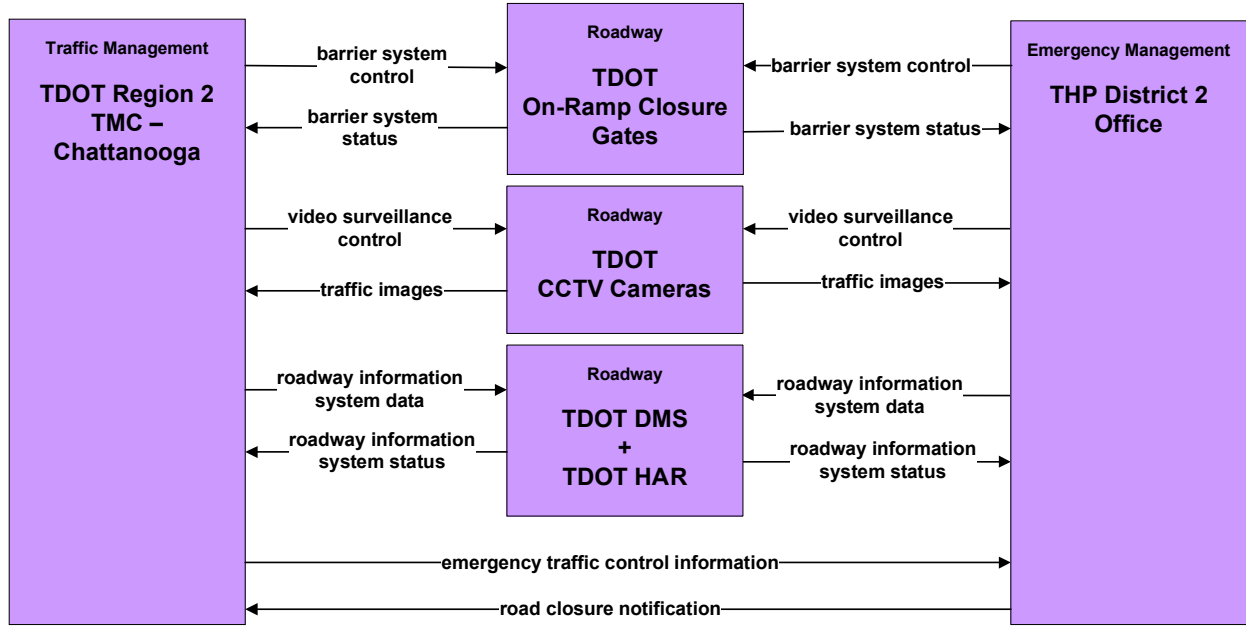 Traffic Management
TDOT Region 2
TMC –
Chattanooga
barrier system
control
barrier system
status
video surveillance
control
traffic images
roadway information
system data
roadway information
system status
Roadway
TDOT
On-Ramp Closure
Gates
Roadway
TDOT
CCTV Cameras
Roadway
TDOT DMS
+
TDOT HAR
barrier system control
barrier system status
video surveillance
control
traffic images
roadway information
system data
roadway information
system status
Emergency Management
THP District 2
Office
emergency traffic control information
road closure notification